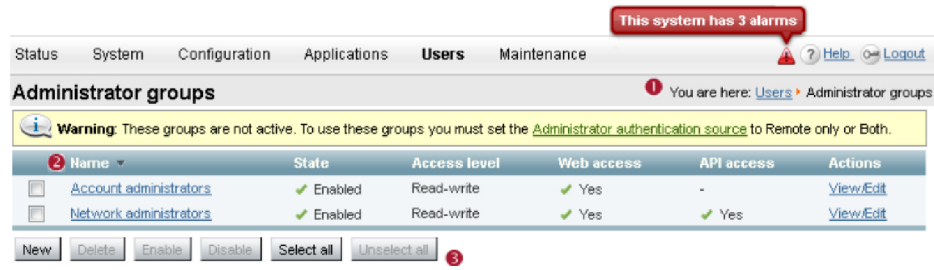 This system has 3 alarms
Status System Configuration Applications Users Maintenance ? Help Logout
Administrator groups 1 You are here: Users Administrator groups
i Warning: These groups are not active. To use these groups you must set the Administrator authentication source to Remote only or Both.
2 Name State Access level Web access API access Actions
Account administrators Enabled Read-write Yes - View/Edit
Network administrators Enabled Read-write Yes Yes View/Edit
New Delete Enable Disable Select all Unselect all 3